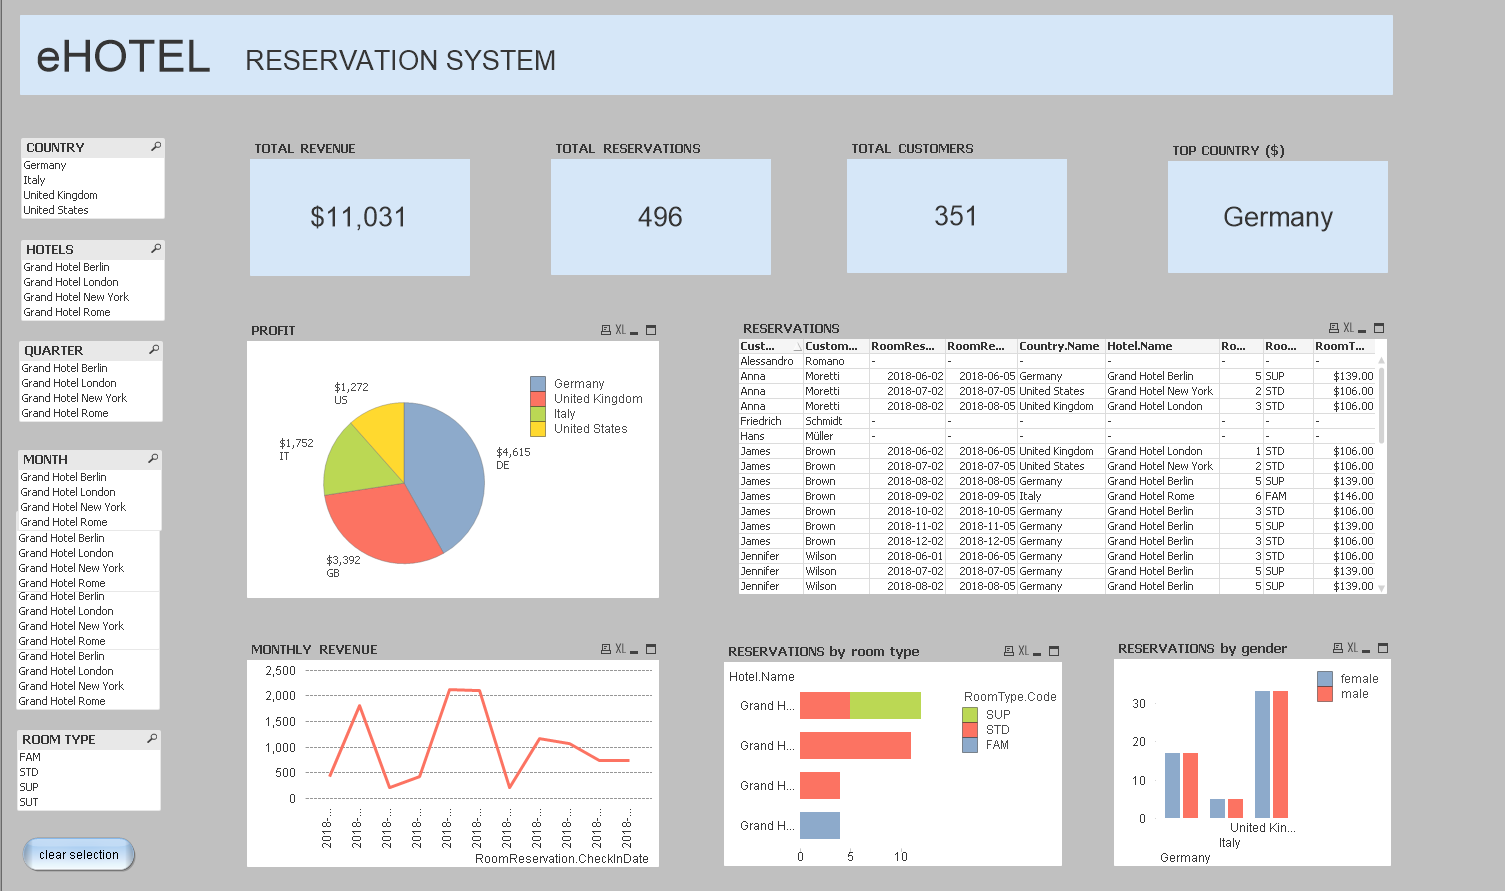 eHOTEL RESERVATION SYSTEM
COUNTRY
Germany
Italy
United Kingdom
United States
HOTELS
Grand Hotel Berlin
Grand Hotel London
Grand Hotel New York
Grand Hotel Rome
QUARTER
Grand Hotel Berlin
Grand Hotel London
Grand Hotel New York
Grand Hotel Rome
MONTH
Grand Hotel Berlin
Grand Hotel London
Grand Hotel New York
Grand Hotel Rome
Grand Hotel Berlin
Grand Hotel London
Grand Hotel New York
Grand Hotel Rome
Grand Hotel Berlin
Grand Hotel London
Grand Hotel New York
Grand Hotel Rome
Grand Hotel Berlin
Grand Hotel London
Grand Hotel New York
Grand Hotel Rome
ROOM TYPE
FAM
STD
SUP
SUT
clear selection
TOTAL REVENUE
$11,031
TOTAL RESERVATIONS
496
TOTAL CUSTOMERS
351
TOP COUNTRY ($)
Germany
PROFIT XL
$1,272
US
$1,752
IT
$4,615
DE
$3,392
GB
Germany
United Kingdom
Italy
United States
RESERVATIONS XL
Cust... Custom... RoomRes... RoomRe... Country.Name Hotel.Name Ro... Roo... RoomT...
Alessandro Romano - - - - - - -
Anna Moretti 2018-06-02 2018-06-05 Germany Grand Hotel Berlin 5 SUP $139.00
Anna Moretti 2018-07-02 2018-07-05 United States Grand Hotel New York 2 STD $106.00
Anna Moretti 2018-08-02 2018-08-05 United Kingdom Grand Hotel London 3 STD $106.00
Friedrich Schmidt - - - - - - -
Hans Müller - - - - - - -
James Brown 2018-06-02 2018-06-05 United Kingdom Grand Hotel London 1 STD $106.00
James Brown 2018-07-02 2018-07-05 United States Grand Hotel New York 2 STD $106.00
James Brown 2018-08-02 2018-08-05 Germany Grand Hotel Berlin 5 SUP $139.00
James Brown 2018-09-02 2018-09-05 Italy Grand Hotel Rome 6 FAM $146.00
James Brown 2018-10-02 2018-10-05 Germany Grand Hotel Berlin 3 STD $106.00
James Brown 2018-11-02 2018-11-05 Germany Grand Hotel Berlin 5 SUP $139.00
James Brown 2018-12-02 2018-12-05 Germany Grand Hotel Berlin 3 STD $106.00
Jennifer Wilson 2018-06-01 2018-06-05 Germany Grand Hotel Berlin 3 STD $106.00
Jennifer Wilson 2018-07-02 2018-07-05 Germany Grand Hotel Berlin 5 SUP $139.00
Jennifer Wilson 2018-08-02 2018-08-05 Germany Grand Hotel Berlin 5 SUP $139.00
MONTHLY REVENUE XL
2,500
2,000
1,500
1,000
500
0
2018-... 2018-... 2018-... 2018-... 2018-... 2018-... 2018-... 2018-... 2018-... 2018-... 2018-...
RoomReservation.CheckInDate
RESERVATIONS by room type XL
Hotel.Name
Grand H...
Grand H...
Grand H...
Grand H...
0 5 10
RoomType.Code
SUP
STD
FAM
RESERVATIONS by gender XL
female
male
30
20
10
0
United Kin...
Italy
Germany